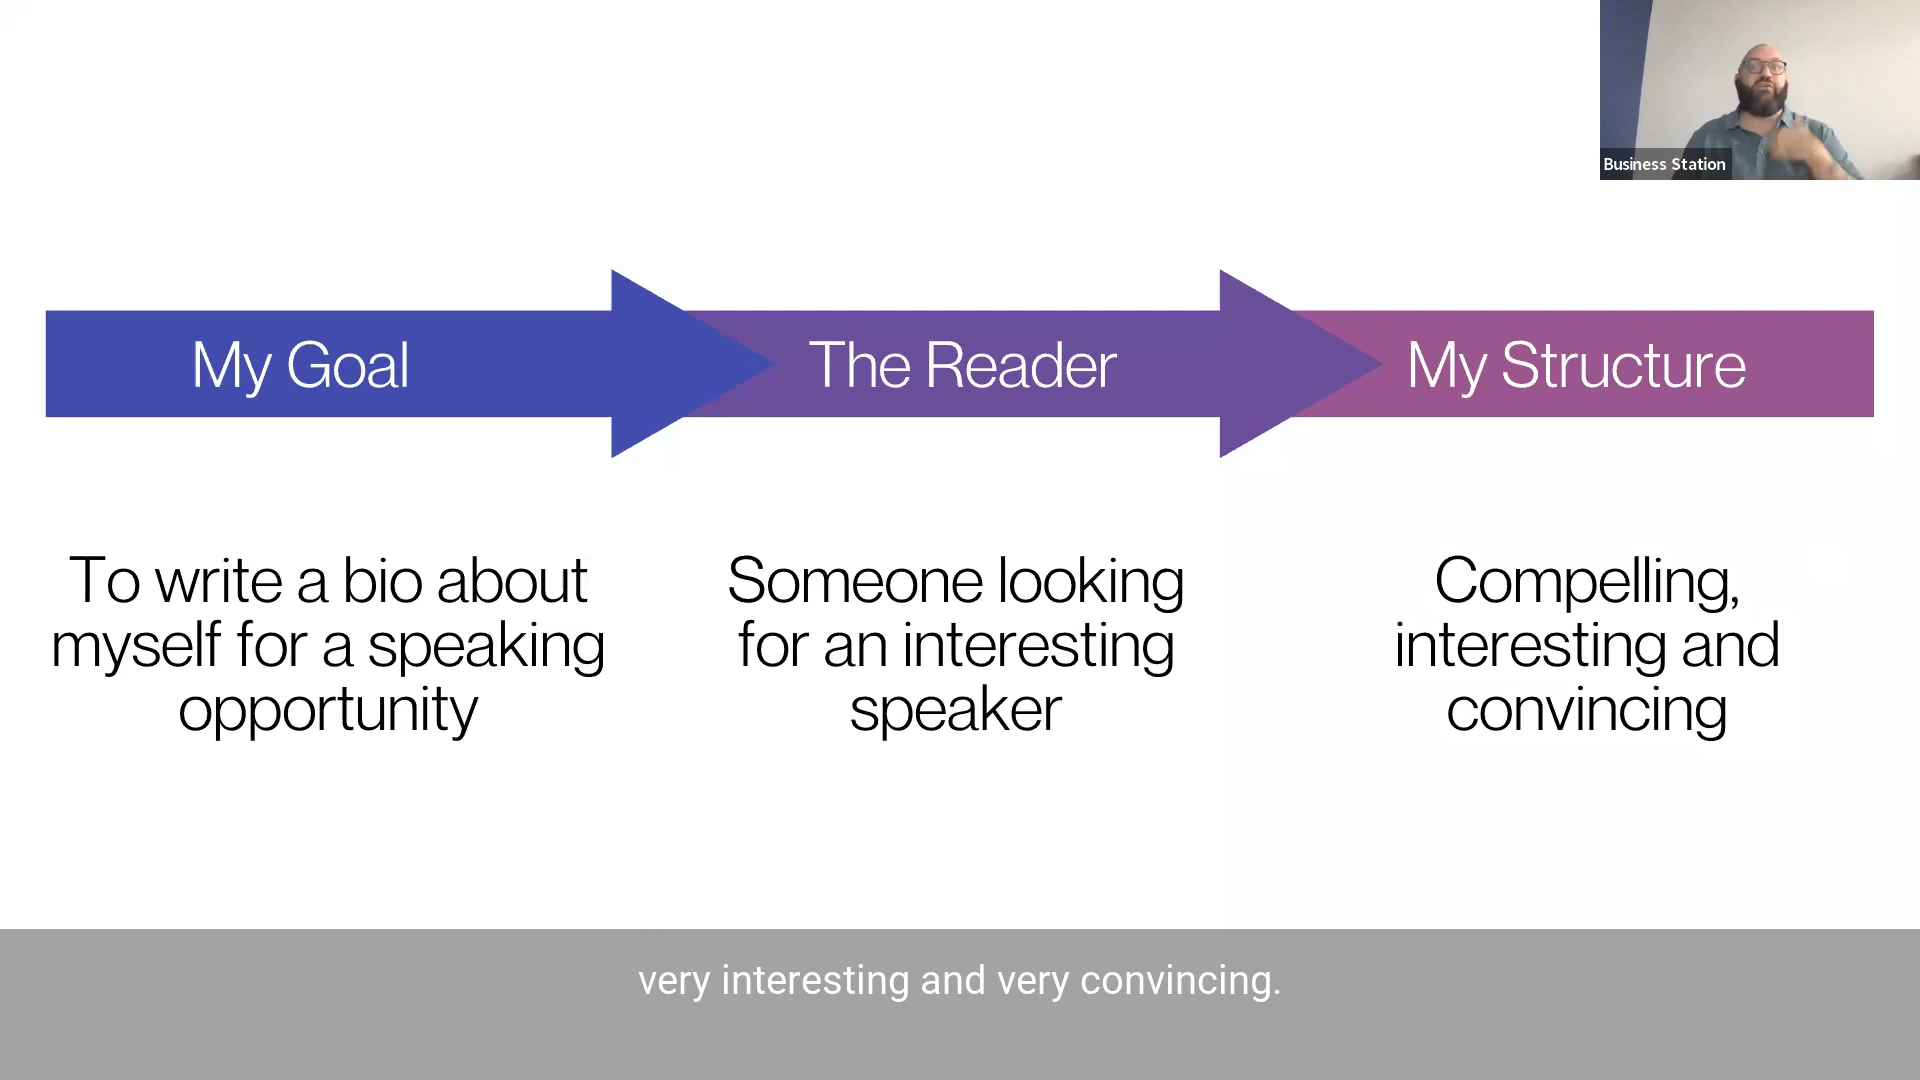 Business Station
My Goal
The Reader
My Structure
To write a bio about
myself for a speaking
opportunity
Someone looking
for an interesting
speaker
Compelling,
interesting and
convincing
very interesting and very convincing.